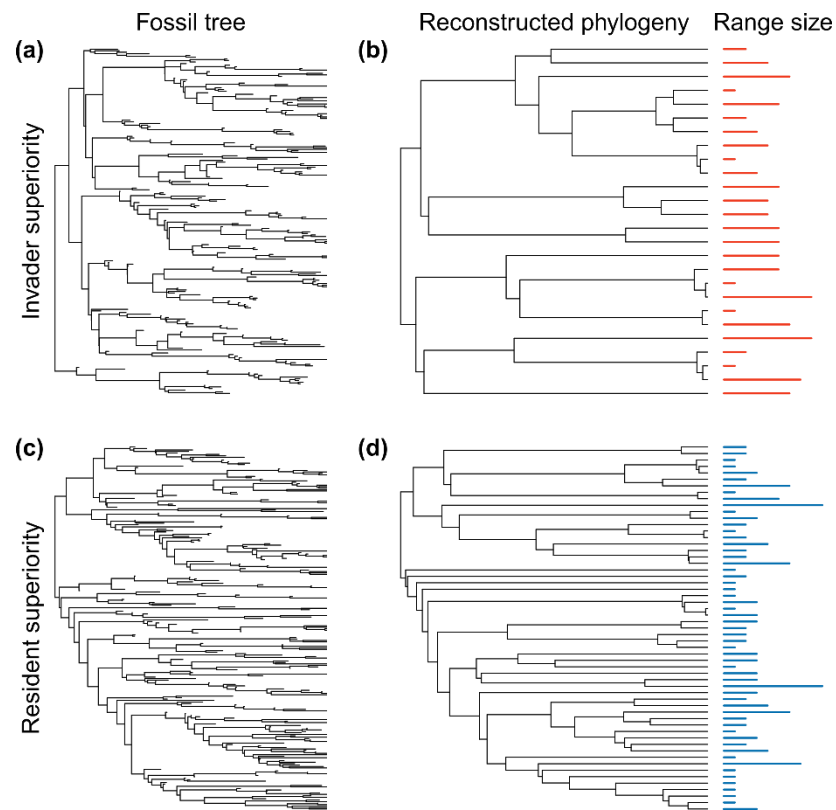 Fossil tree
Reconstructed phylogeny
Range size
(a)
(b)
Invader superiority
(c)
(d)
Resident superiority